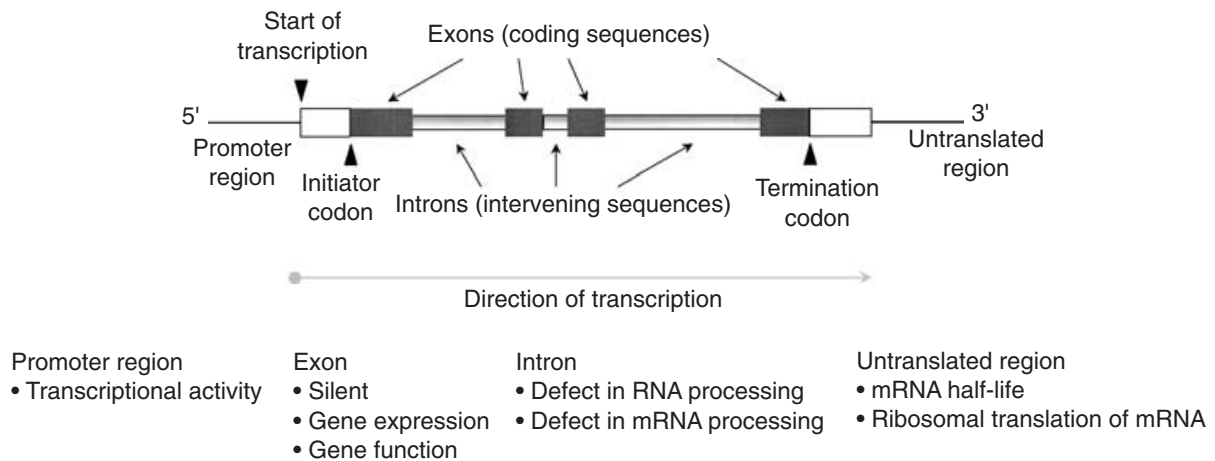 Start of
transcription
Exons (coding sequences)
5'
3'
Promoter
region
Initiator
codon
Introns (intervening sequences)
Termination
codon
Untranslated
region
Direction of transcription
Promoter region
• Transcriptional activity
Exon
• Silent
• Gene expression
• Gene function
Intron
• Defect in RNA processing
• Defect in mRNA processing
Untranslated region
• mRNA half-life
• Ribosomal translation of mRNA